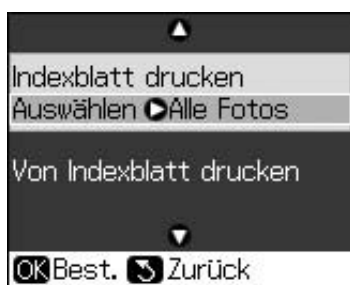 Indexblatt drucken
Auswählen Alle Fotos
Von Indexblatt drucken
OK Best. Zurück